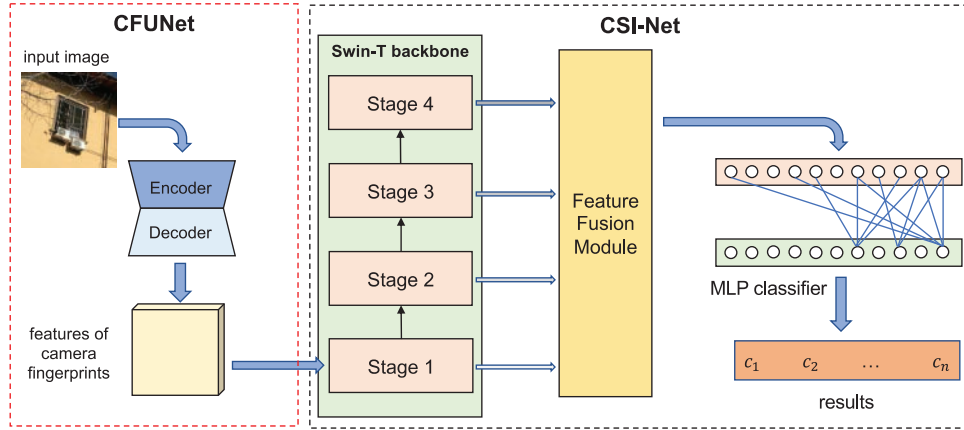 CFUNet
input image
Encoder
Decoder
features of
camera
fingerprints
CSI-Net
Swin-T backbone
Stage 4
Stage 3
Stage 2
Stage 1
Feature
Fusion
Module
MLP classifier
c₁ c₂ … cₙ
results